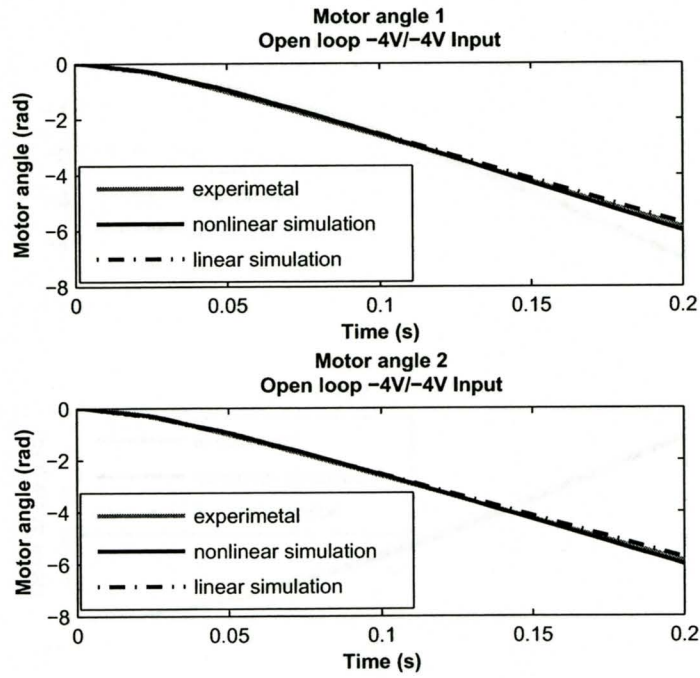 Motor angle 1
Open loop −4V/−4V Input
Motor angle (rad)
0
−2
−4
−6
−8
experimetal
nonlinear simulation
linear simulation
0
0.05
0.1
0.15
0.2
Time (s)
Motor angle 2
Open loop −4V/−4V Input
Motor angle (rad)
0
−2
−4
−6
−8
experimetal
nonlinear simulation
linear simulation
0
0.05
0.1
0.15
0.2
Time (s)